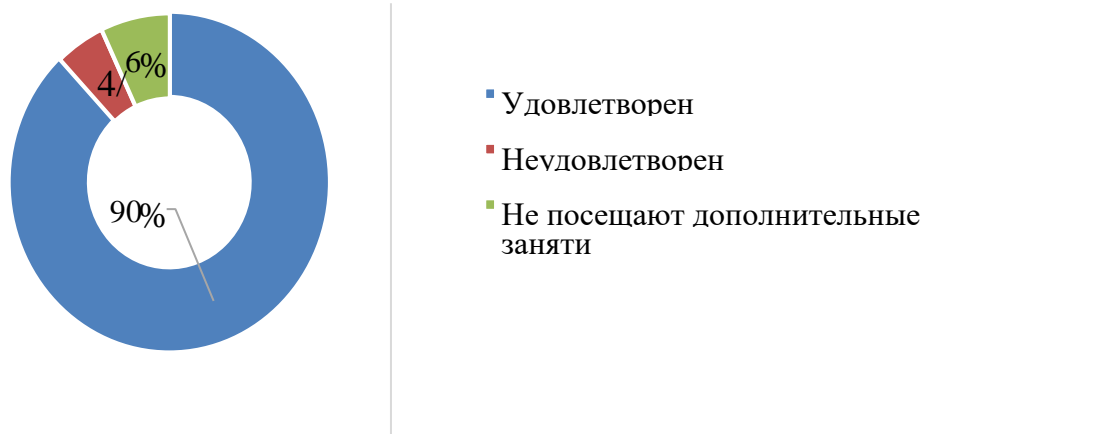 6%
4/
90%
Удовлетворен
Неудовлетворен
Не посещают дополнительные
заняти